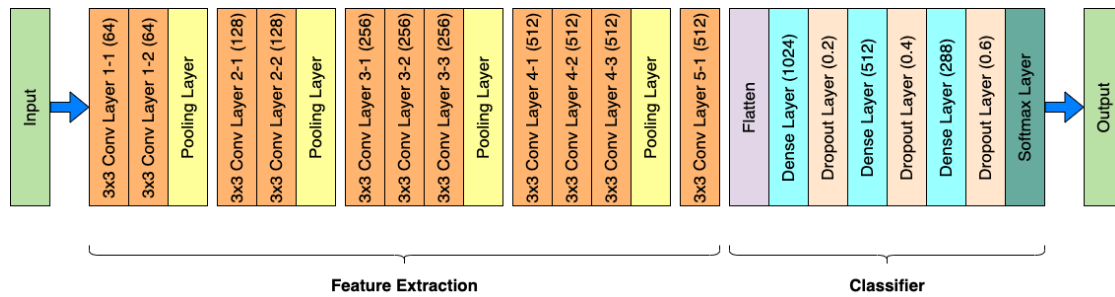 Input
3x3 Conv Layer 1-1 (64)
3x3 Conv Layer 1-2 (64)
Pooling Layer
3x3 Conv Layer 2-1 (128)
3x3 Conv Layer 2-2 (128)
Pooling Layer
3x3 Conv Layer 3-1 (256)
3x3 Conv Layer 3-2 (256)
3x3 Conv Layer 3-3 (256)
Pooling Layer
3x3 Conv Layer 4-1 (512)
3x3 Conv Layer 4-2 (512)
3x3 Conv Layer 4-3 (512)
Pooling Layer
3x3 Conv Layer 5-1 (512)
Flatten
Dense Layer (1024)
Dropout Layer (0.2)
Dense Layer (512)
Dropout Layer (0.4)
Dense Layer (288)
Dropout Layer (0.6)
Softmax Layer
Output
Feature Extraction
Classifier